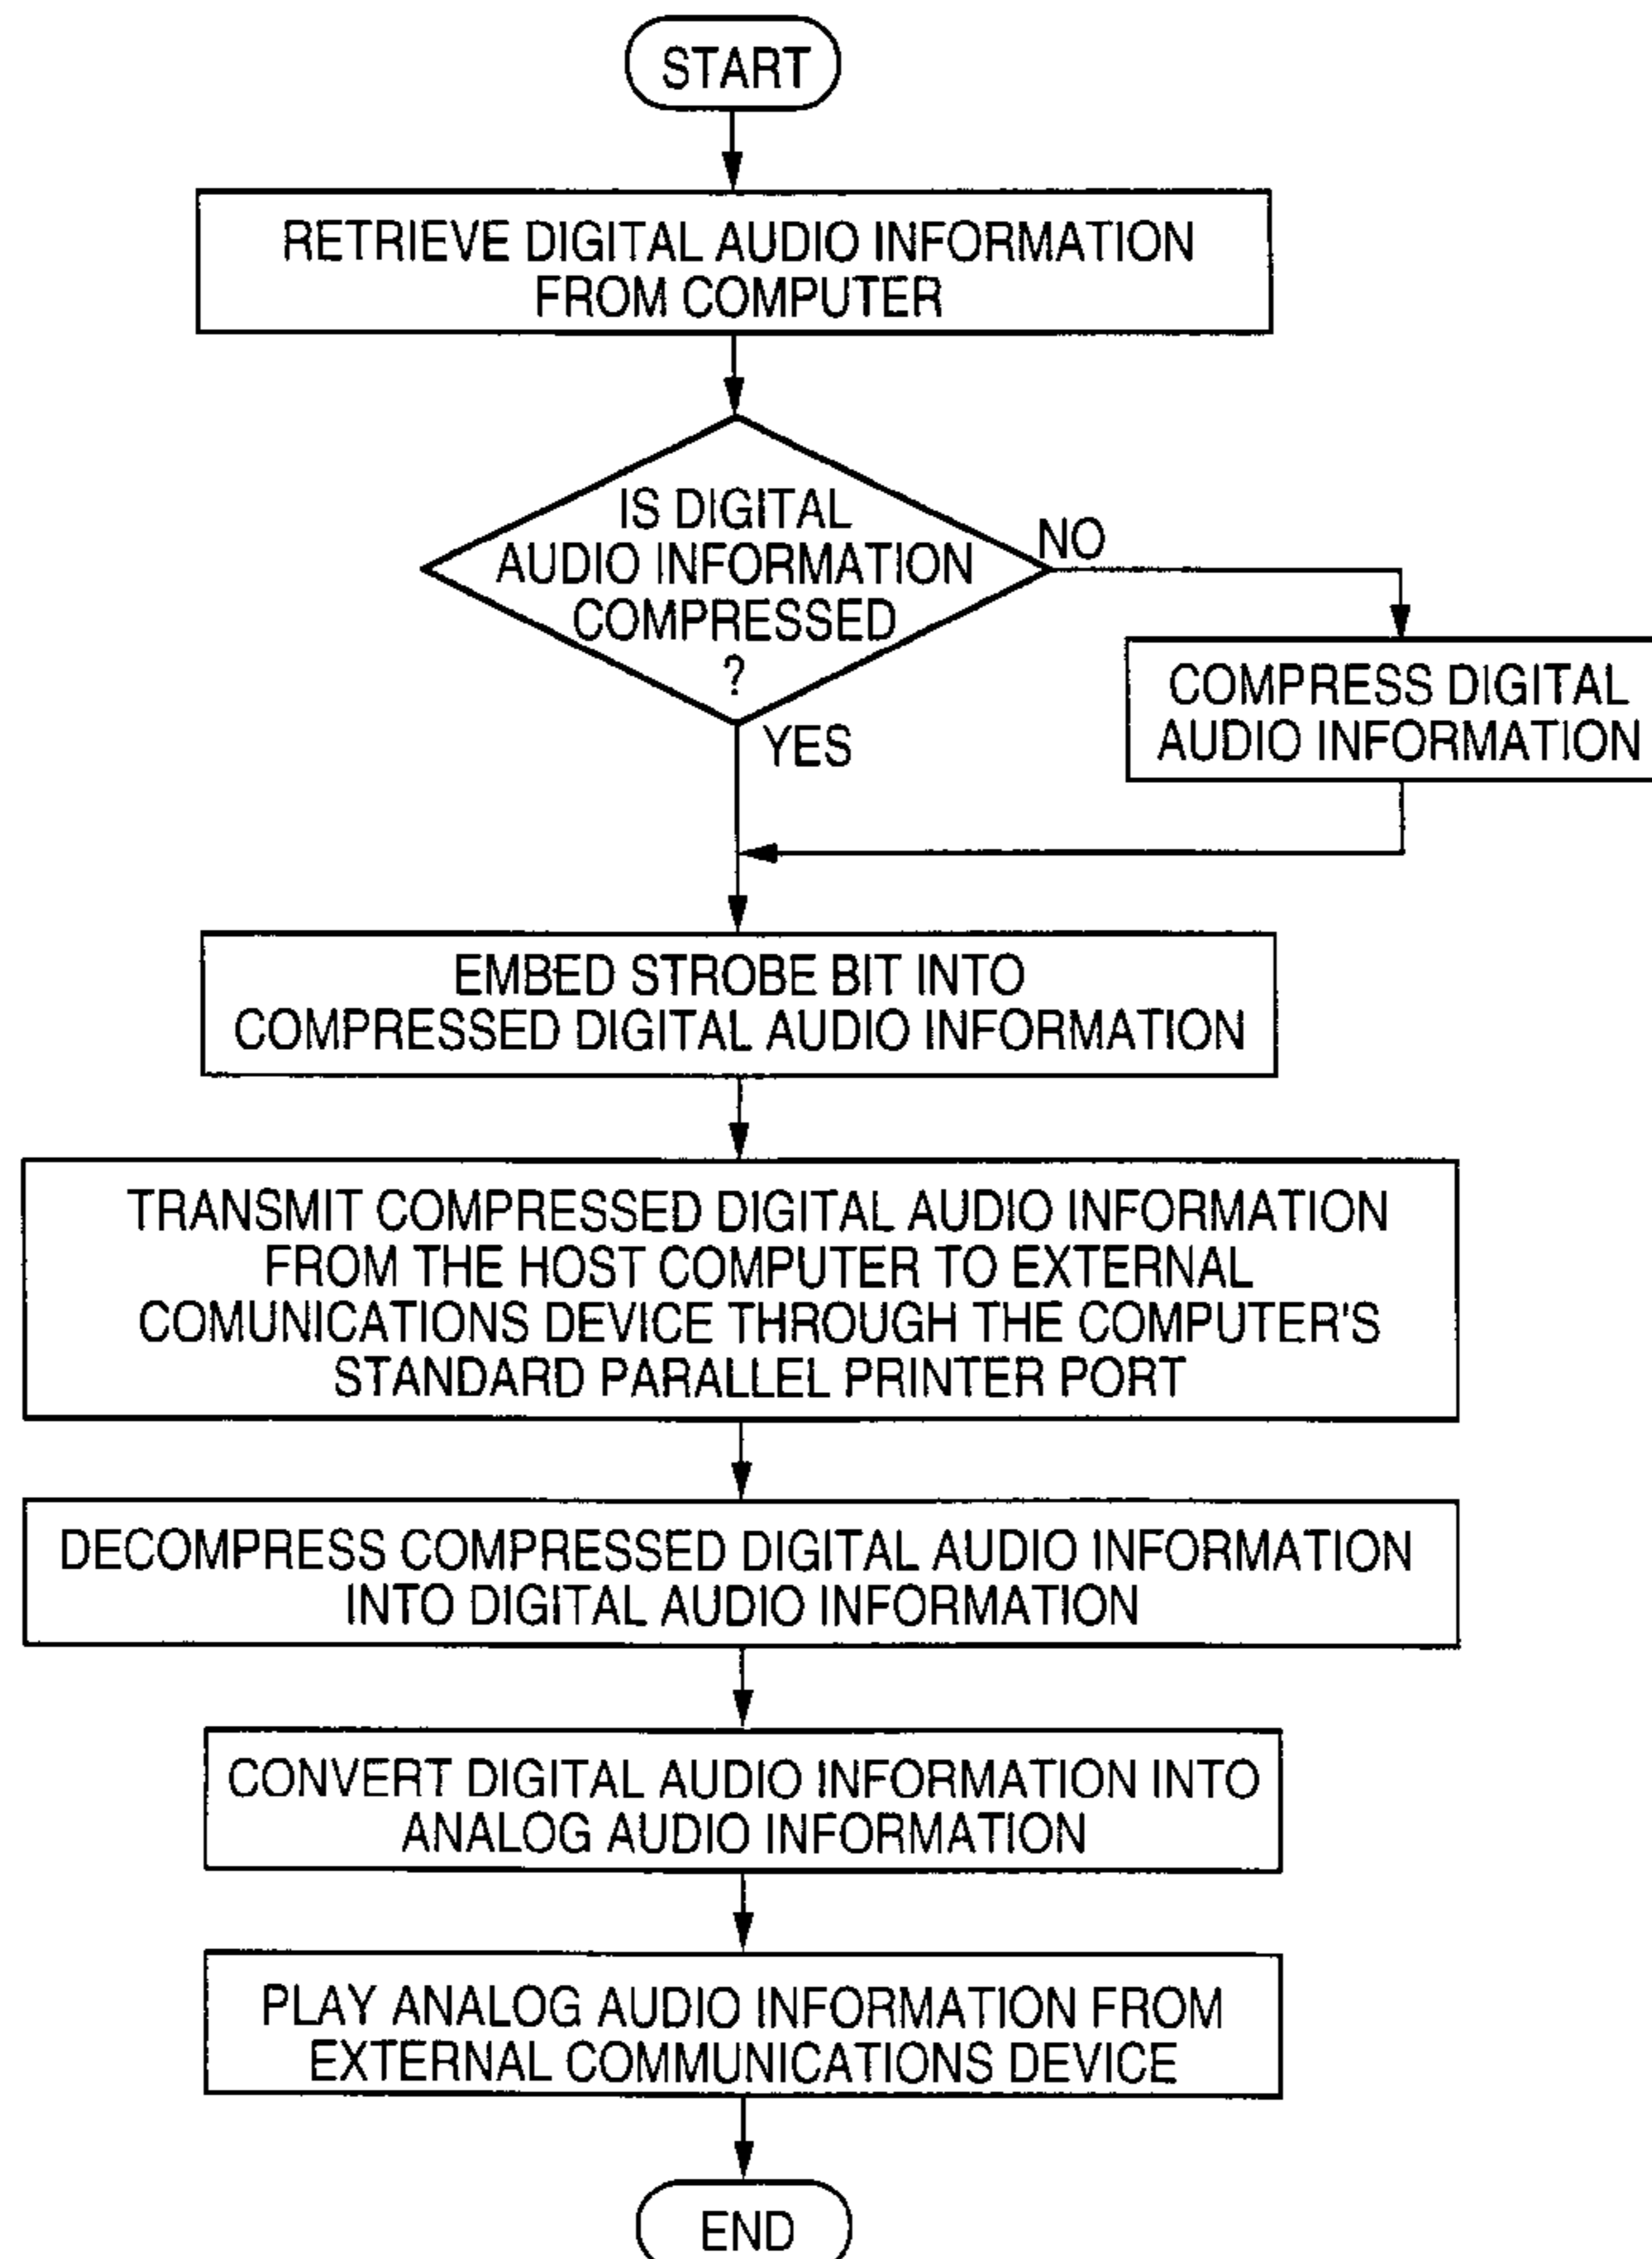 START
RETRIEVE DIGITAL AUDIO INFORMATION
FROM COMPUTER
IS DIGITAL
AUDIO INFORMATION
COMPRESSED
?
NO
COMPRESS DIGITAL
AUDIO INFORMATION
YES
EMBED STROBE BIT INTO
COMPRESSED DIGITAL AUDIO INFORMATION
TRANSMIT COMPRESSED DIGITAL AUDIO INFORMATION
FROM THE HOST COMPUTER TO EXTERNAL
COMUNICATIONS DEVICE THROUGH THE COMPUTER'S
STANDARD PARALLEL PRINTER PORT
DECOMPRESS COMPRESSED DIGITAL AUDIO INFORMATION
INTO DIGITAL AUDIO INFORMATION
CONVERT DIGITAL AUDIO INFORMATION INTO
ANALOG AUDIO INFORMATION
PLAY ANALOG AUDIO INFORMATION FROM
EXTERNAL COMMUNICATIONS DEVICE
END